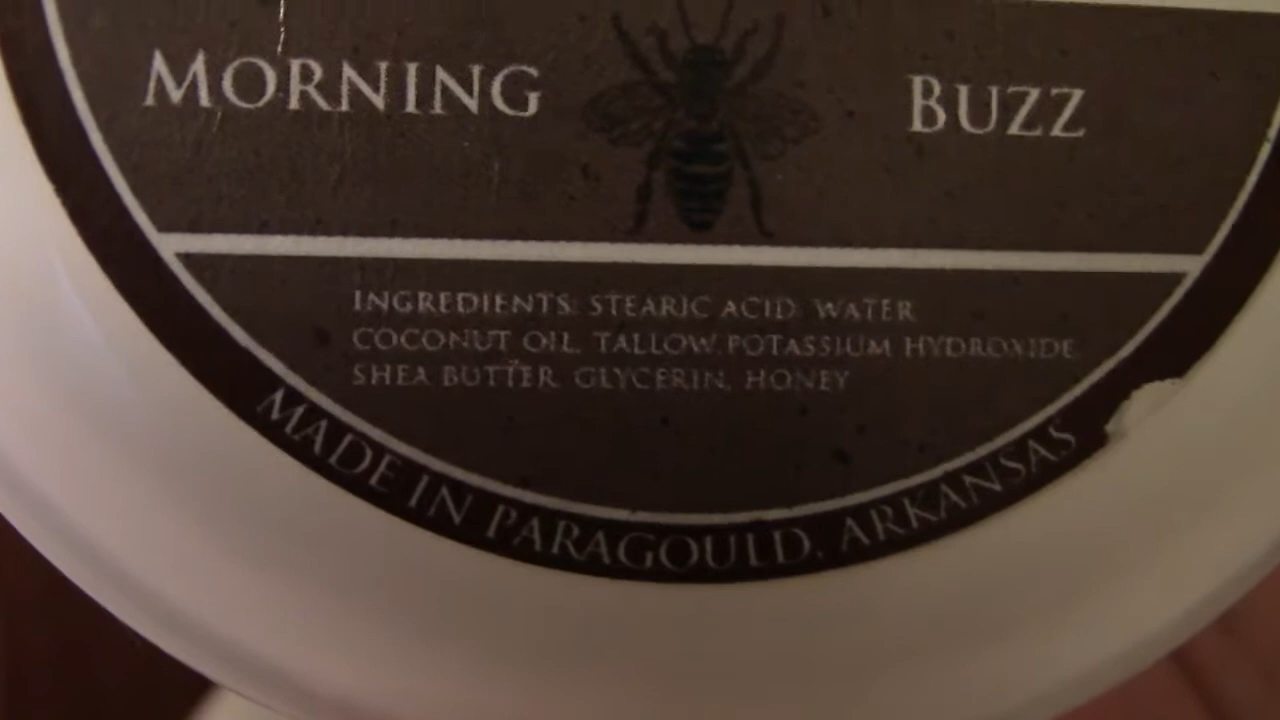 MORNING BUZZ
INGREDIENTS: STEARIC ACID, WATER
COCONUT OIL, TALLOW, POTASSIUM HYDROXIDE,
SHEA BUTTER, GLYCERIN, HONEY
MADE IN PARAGOULD, ARKANSAS